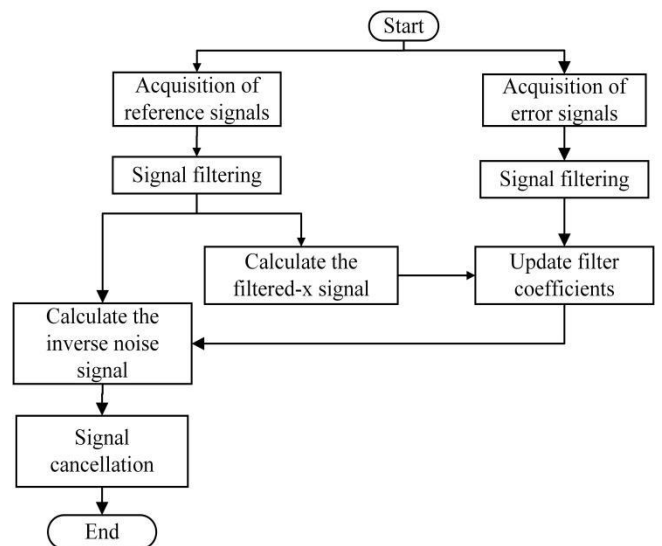 Start
Acquisition of
reference signals
Acquisition of
error signals
Signal filtering
Signal filtering
Calculate the
filtered-x signal
Update filter
coefficients
Calculate the
inverse noise
signal
Signal
cancellation
End